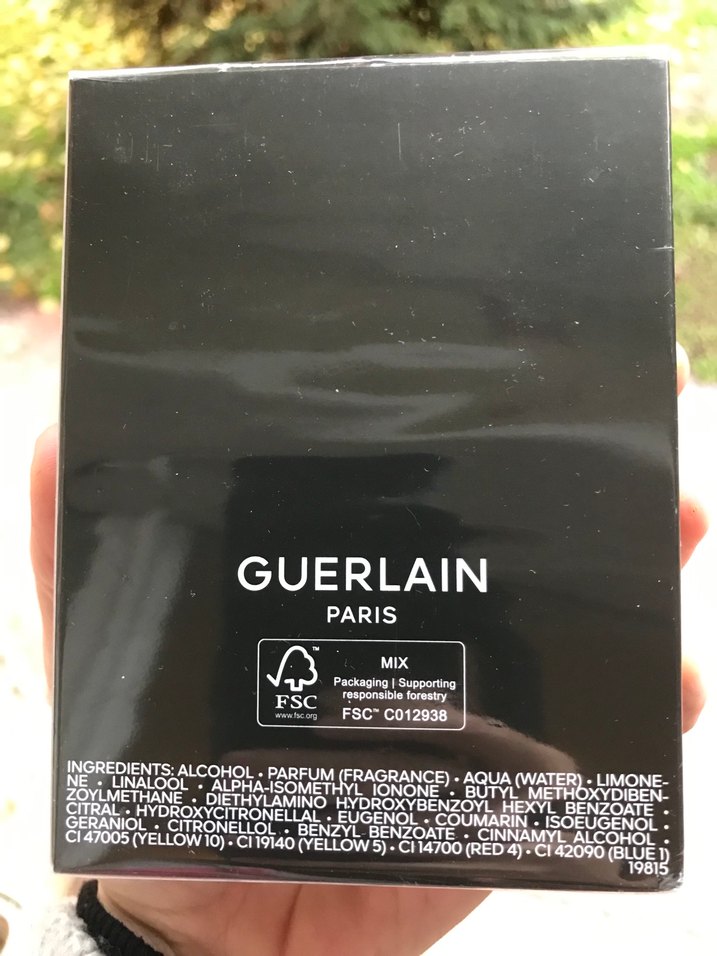 GUERLAIN
PARIS
FSC™
www.fsc.org
MIX
Packaging | Supporting
responsible forestry
FSC™ C012938
INGREDIENTS: ALCOHOL • PARFUM (FRAGRANCE) • AQUA (WATER) • LIMONE-
NE • LINALOOL • ALPHA-ISOMETHYL IONONE • BUTYL METHOXYDIBEN-
ZOYLMETHANE • DIETHYLAMINO HYDROXYBENZOYL HEXYL BENZOATE •
CITRAL • HYDROXYCITRONELLAL • EUGENOL • COUMARIN • ISOEUGENOL •
GERANIOL • CITRONELLOL • BENZYL BENZOATE • CINNAMYL ALCOHOL •
CI 47005 (YELLOW 10) • CI 19140 (YELLOW 5) • CI 14700 (RED 4) • CI 42090 (BLUE 1)
19815